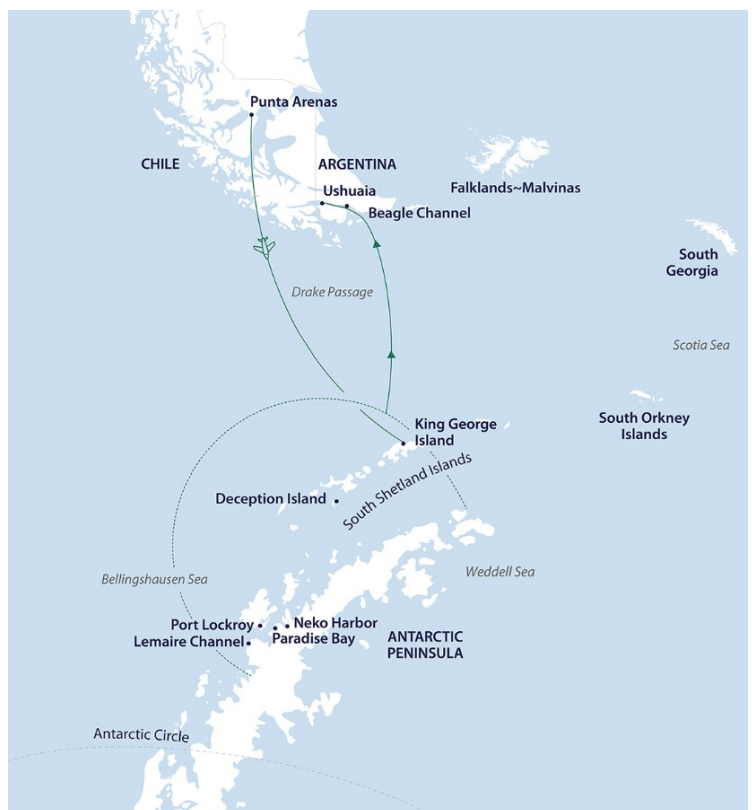 Punta Arenas
CHILE
ARGENTINA
Ushuaia
Beagle Channel
Falklands~Malvinas
South
Georgia
Drake Passage
Scotia Sea
King George
Island
South Orkney
Islands
South Shetland Islands
Deception Island
Bellingshausen Sea
Weddell Sea
Port Lockroy
Neko Harbor
Lemaire Channel
Paradise Bay
ANTARCTIC
PENINSULA
Antarctic Circle